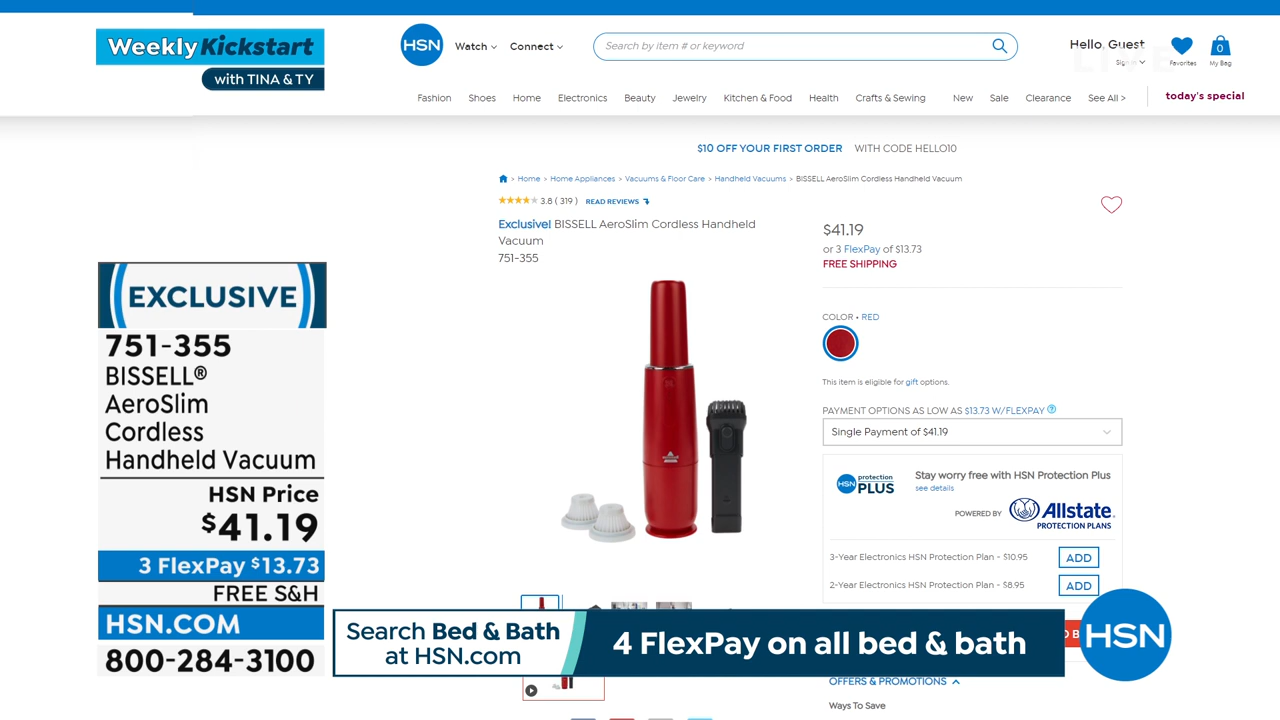 Weekly Kickstart
with TINA & TY
HSN
Watch
Connect
Search by item # or keyword
Hello, Guest
Sign in
Favorites
0
My Bag
Fashion Shoes Home Electronics Beauty Jewelry Kitchen & Food Health Crafts & Sewing New Sale Clearance See All > today's special
$10 OFF YOUR FIRST ORDER WITH CODE HELLO10
> Home > Home Appliances > Vacuums & Floor Care > Handheld Vacuums > BISSELL AeroSlim Cordless Handheld Vacuum
3.8 ( 319 ) READ REVIEWS
Exclusive! BISSELL AeroSlim Cordless Handheld
Vacuum
751-355
$41.19
or 3 FlexPay of $13.73
FREE SHIPPING
COLOR • RED
This item is eligible for gift options.
PAYMENT OPTIONS AS LOW AS $13.73 W/FLEXPAY ?
Single Payment of $41.19
HSN protection PLUS
Stay worry free with HSN Protection Plus
see details
POWERED BY Allstate.
PROTECTION PLANS
3-Year Electronics HSN Protection Plan - $10.95 ADD
2-Year Electronics HSN Protection Plan - $8.95 ADD
OFFERS & PROMOTIONS
Ways To Save
EXCLUSIVE
751-355
BISSELL®
AeroSlim
Cordless
Handheld Vacuum
HSN Price
$41.19
3 FlexPay $13.73
FREE S&H
HSN.COM
800-284-3100
Search Bed & Bath
at HSN.com
4 FlexPay on all bed & bath
HSN